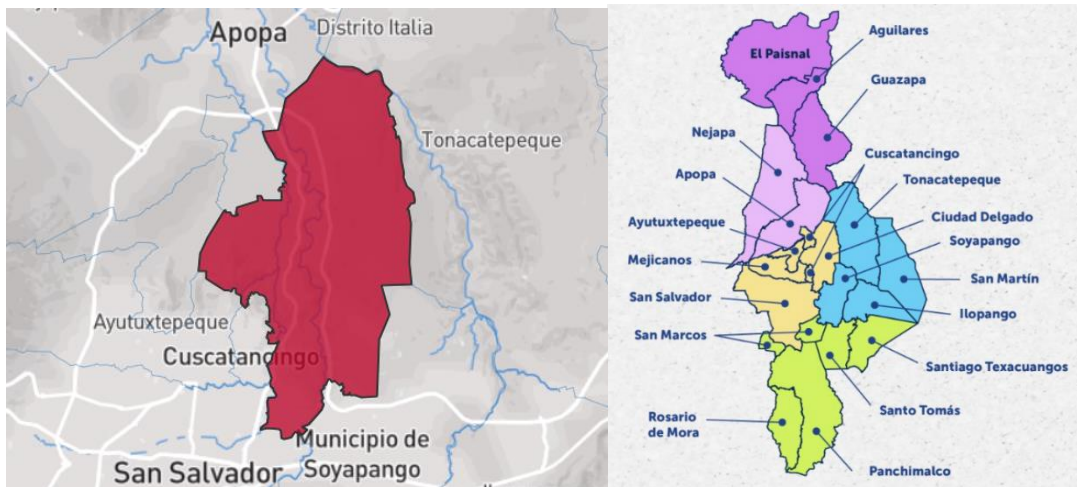 Apopa
Distrito Italia
Tonacatepeque
Ayutuxtepeque
Cuscatancingo
Municipio de
Soyapango
San Salvador
El Paisnal
Aguilares
Guazapa
Nejapa
Cuscatancingo
Apopa
Tonacatepeque
Ayutuxtepeque
Ciudad Delgado
Soyapango
Mejicanos
San Martín
San Salvador
Ilopango
San Marcos
Santiago Texacuangos
Santo Tomás
Rosario
de Mora
Panchimalco